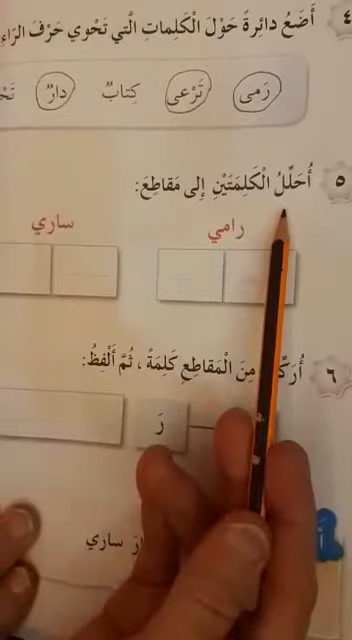 ٤ أَضَعُ دائِرةً حَوْلَ الْكَلِماتِ الَّتي تَحْوي حَرْفَ الرّاءِ
رَمى تَرْعى كِتابٌ دارٌ
٥ أُحَلِّلُ الْكَلِمَتَيْنِ إِلى مَقاطِعَ:
رامي ساري
٦ مِنَ الْمَقاطِعِ كَلِمَةً ، ثُمَّ أَلْفِظُ:
رَ
ساري